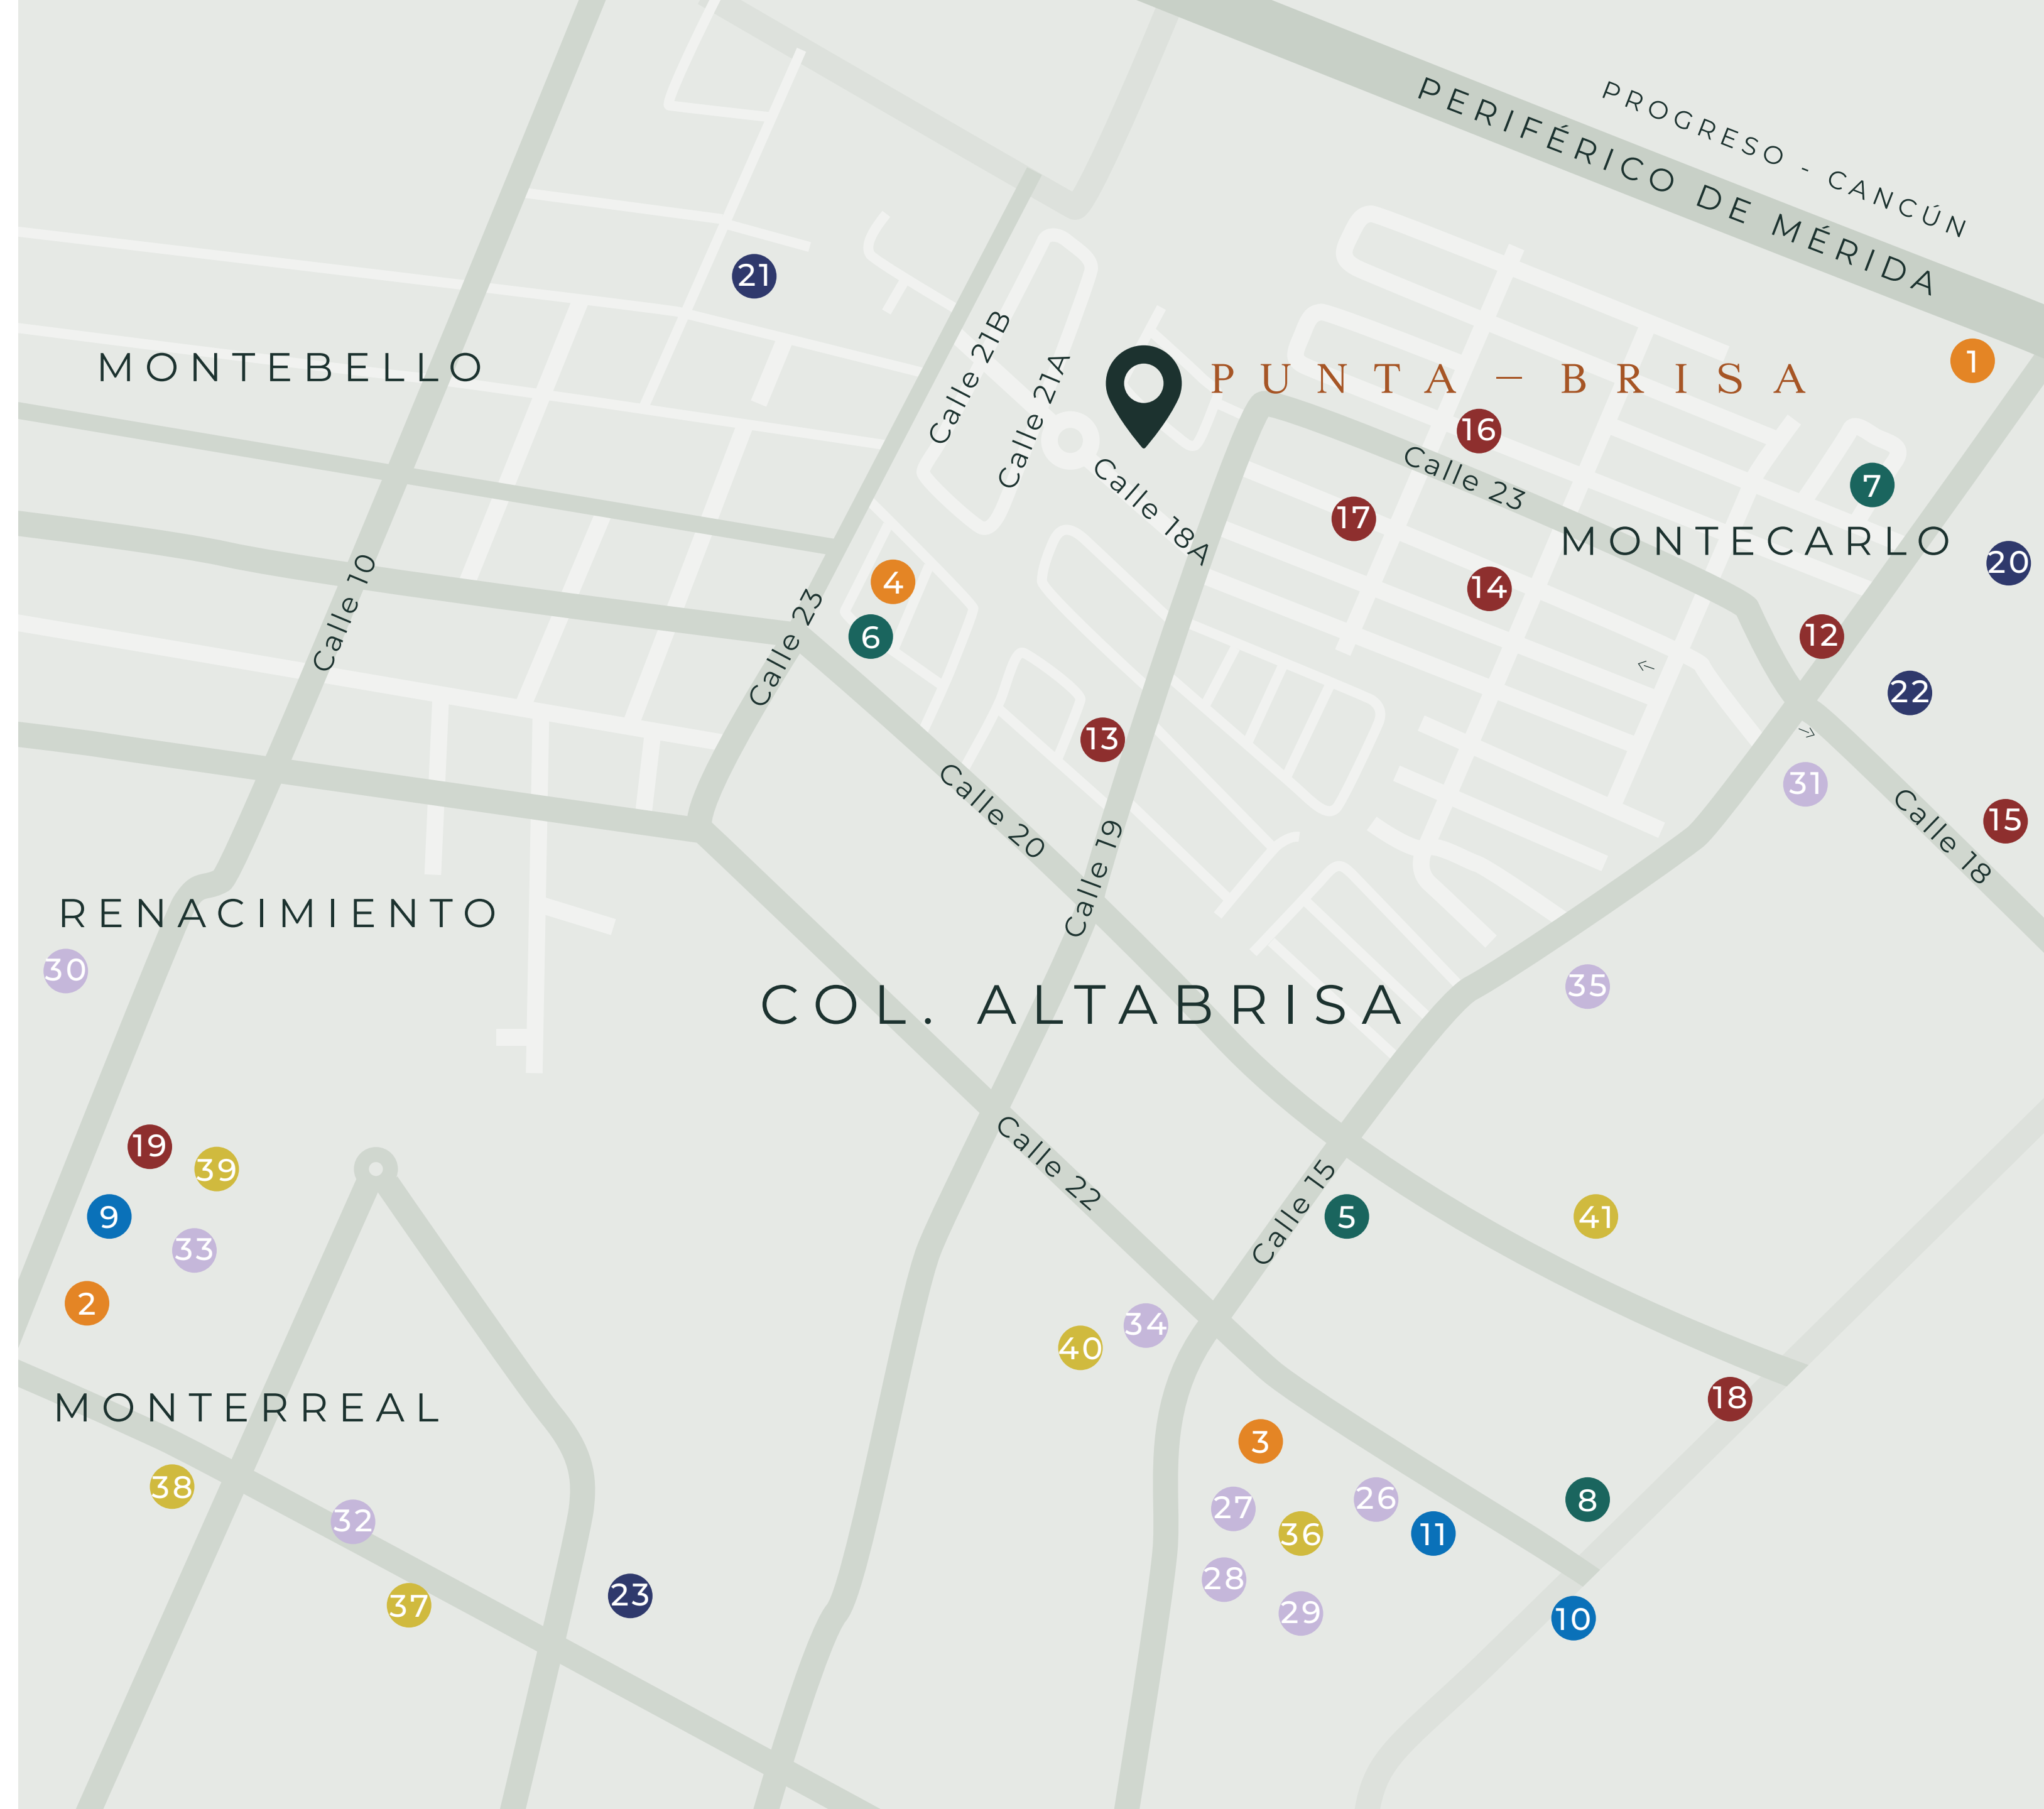 PROGRESO - CANCÚN
PERIFÉRICO DE MÉRIDA
21
MONTEBELLO
Calle 21B
Calle 21A
PUNTA – BRISA
1
16
Calle 23
7
Calle 18A
17
MONTECARLO
20
4
14
Calle 10
6
Calle 23
12
←
22
→
13
31
Calle 20
Calle 18
15
Calle 19
RENACIMIENTO
30
35
COL. ALTABRISA
19
39
Calle 22
9
33
Calle 15
5
41
2
34
40
MONTERREAL
18
3
38
32
27
26
8
36
11
28
37
23
29
10